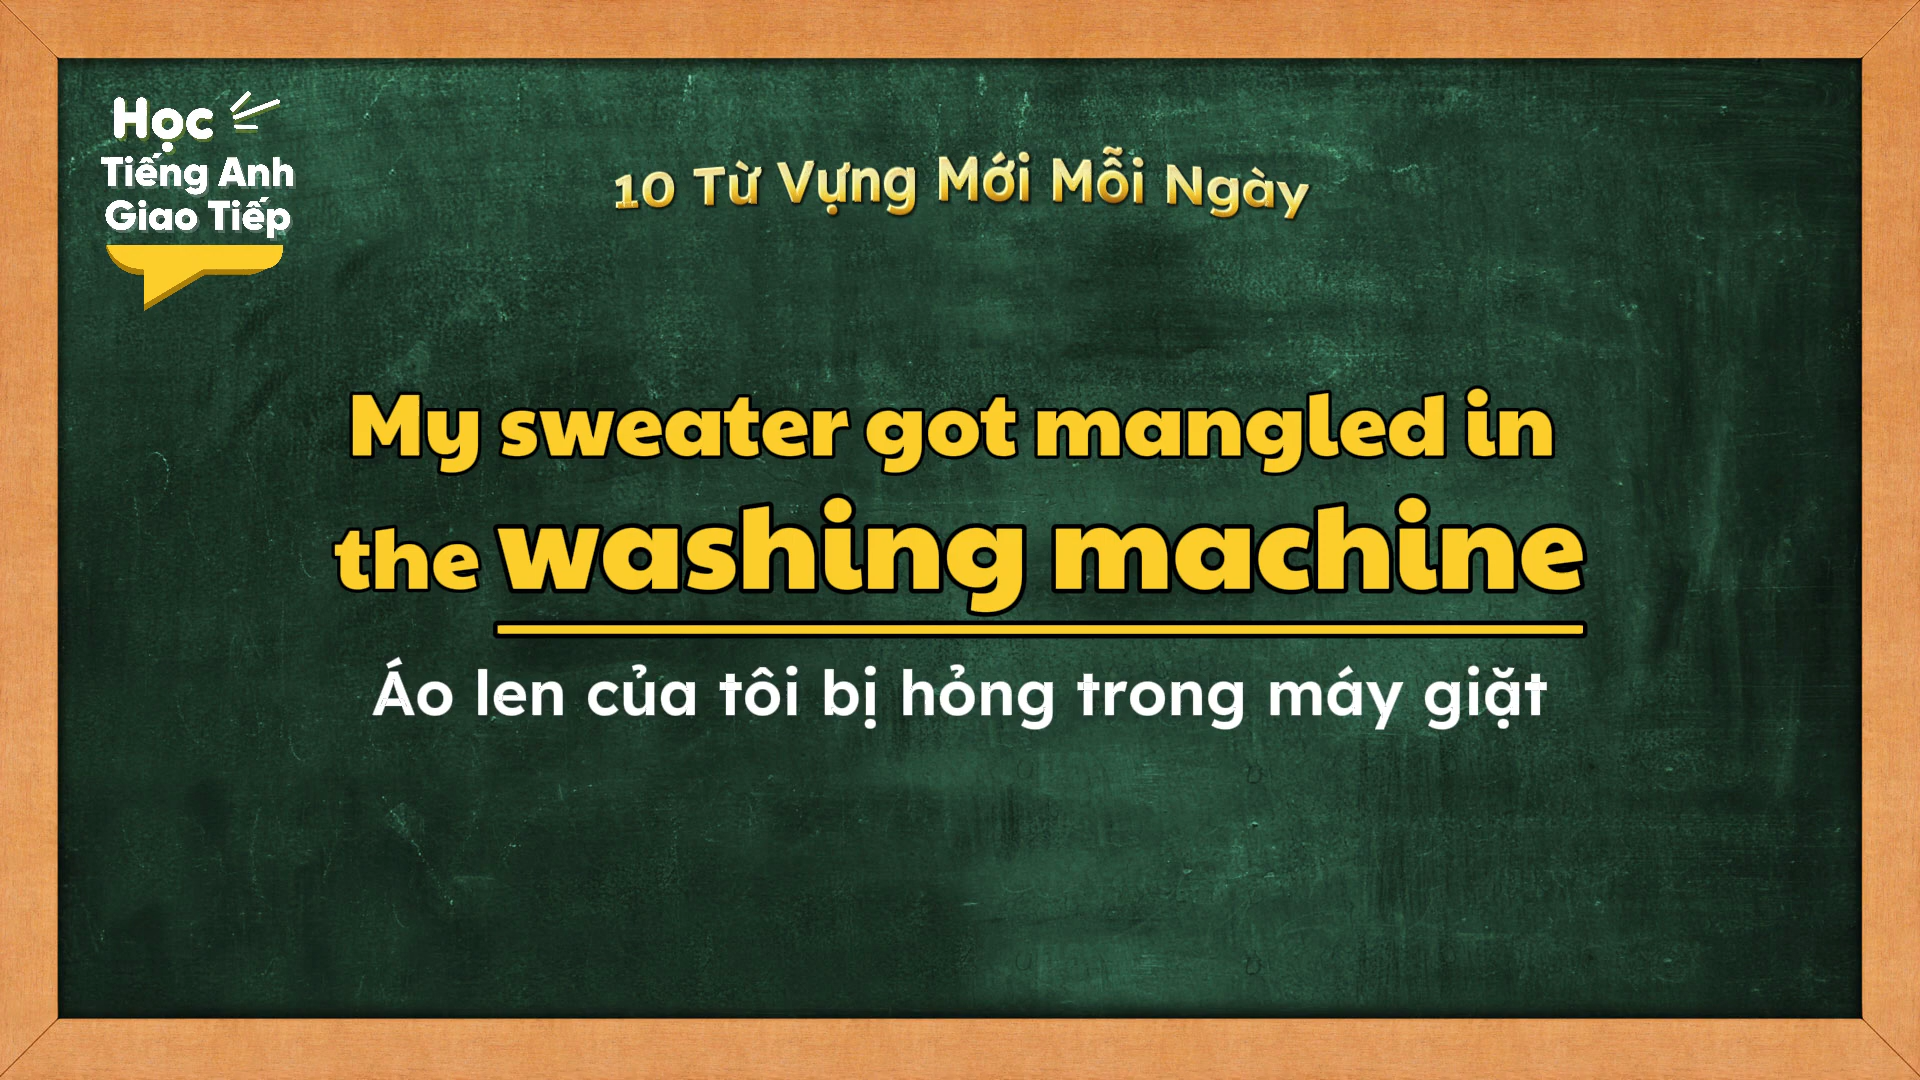 Học
Tiếng Anh
Giao Tiếp
10 Từ Vựng Mới Mỗi Ngày
My sweater got mangled in
the washing machine
Áo len của tôi bị hỏng trong máy giặt